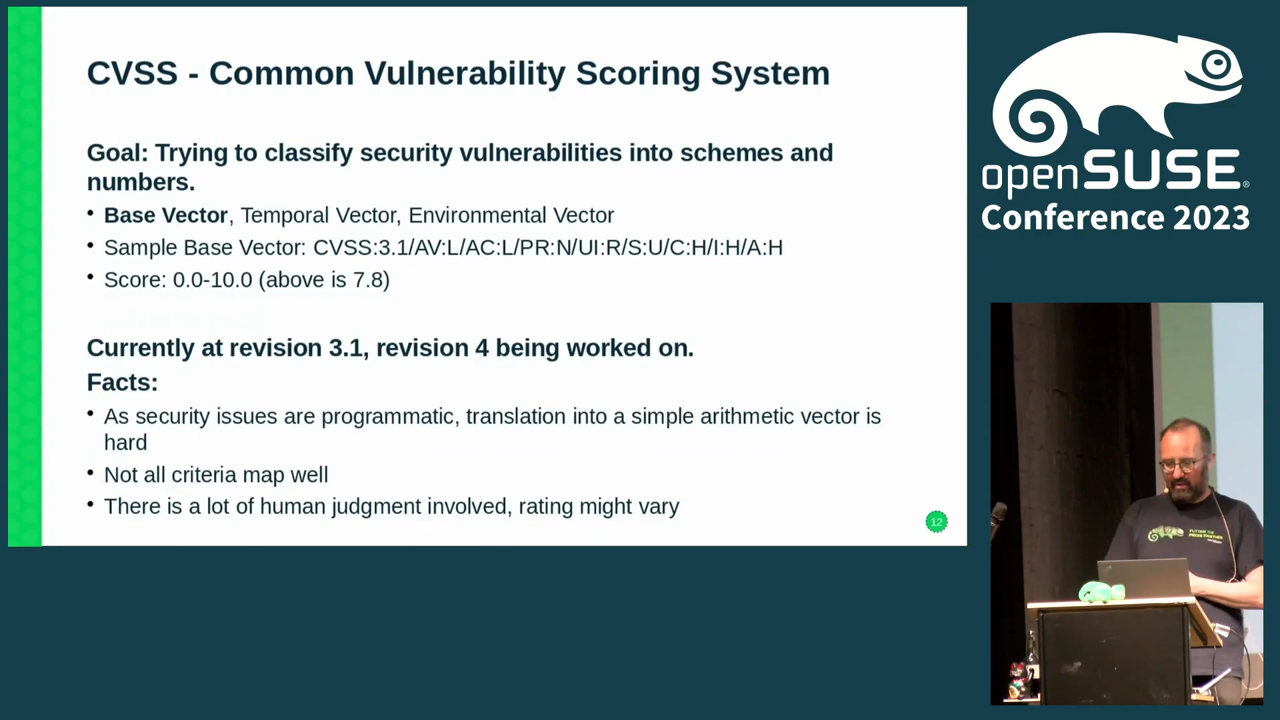 CVSS - Common Vulnerability Scoring System
Goal: Trying to classify security vulnerabilities into schemes and
numbers.
• Base Vector, Temporal Vector, Environmental Vector
• Sample Base Vector: CVSS:3.1/AV:L/AC:L/PR:N/UI:R/S:U/C:H/I:H/A:H
• Score: 0.0-10.0 (above is 7.8)
Currently at revision 3.1, revision 4 being worked on.
Facts:
• As security issues are programmatic, translation into a simple arithmetic vector is
hard
• Not all criteria map well
• There is a lot of human judgment involved, rating might vary
12
openSUSE®
Conference 2023
PUTTING THE
PIECES TOGETHER